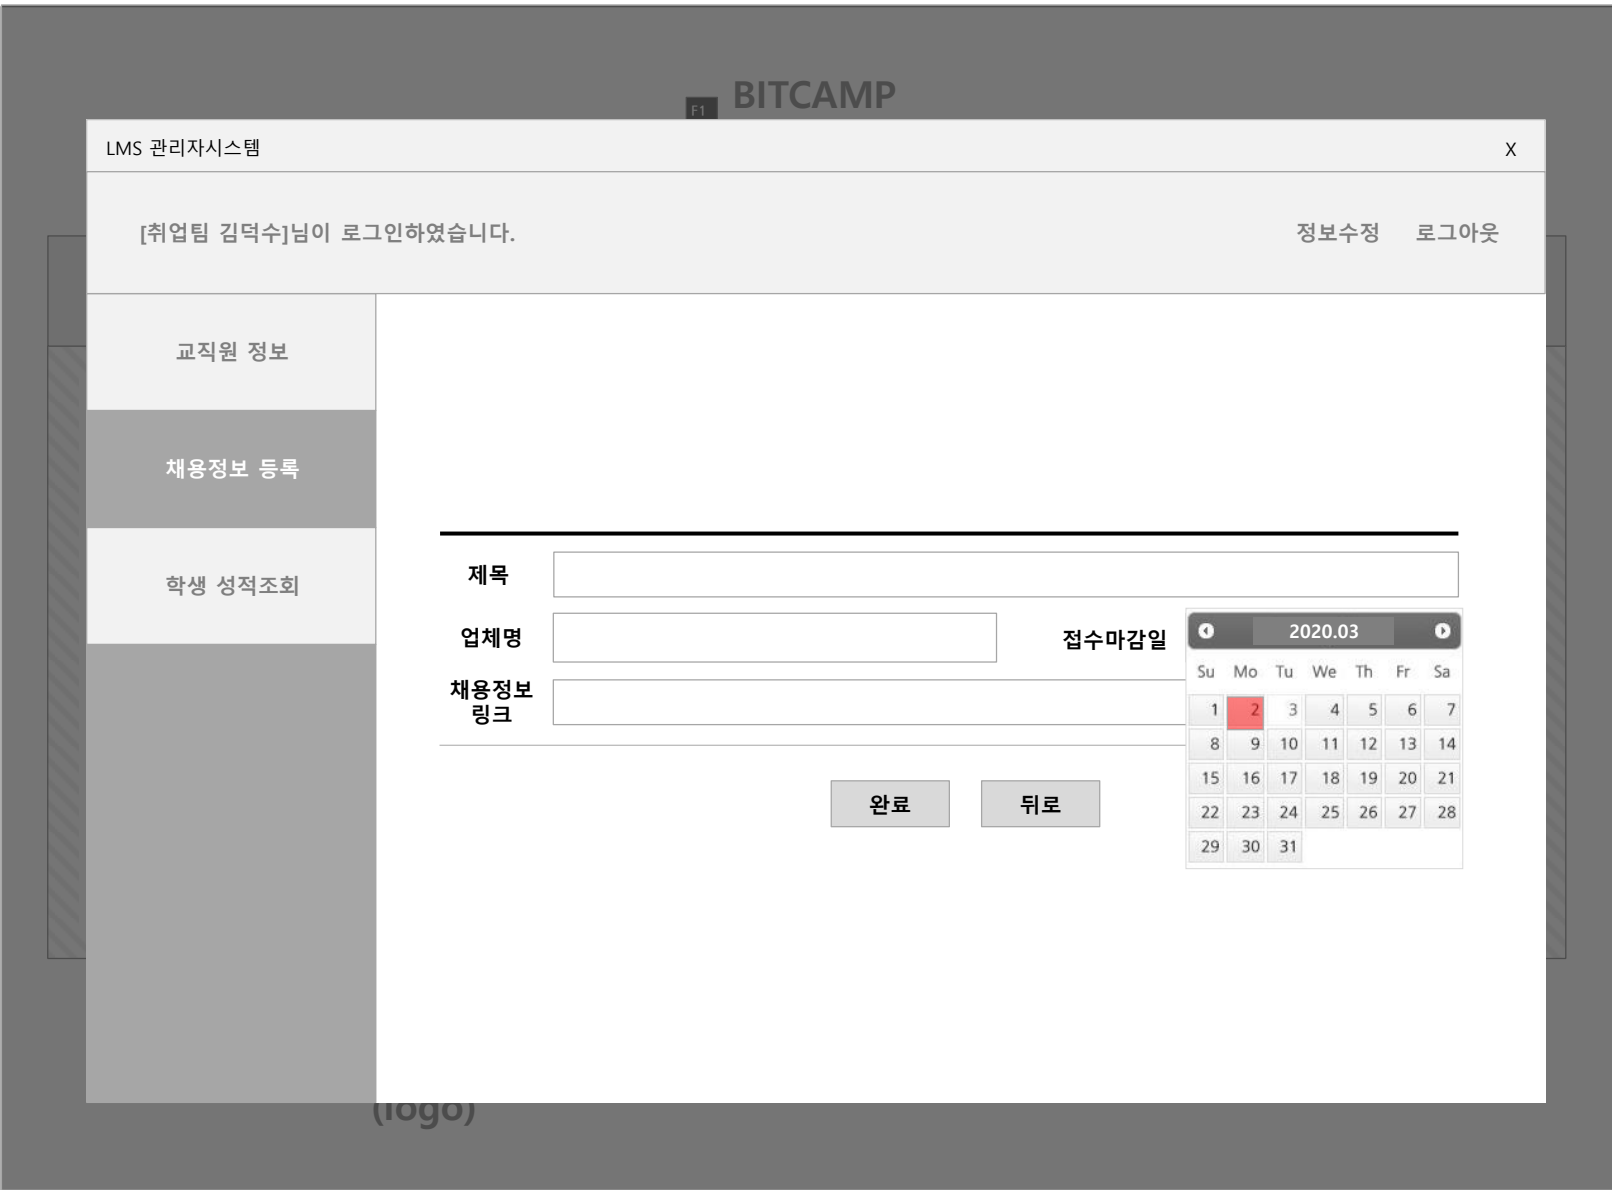 BITCAMP
F1
LMS 관리자시스템
X
[취업팀 김덕수]님이 로그인하였습니다.
정보수정 로그아웃
교직원 정보
채용정보 등록
학생 성적조회
제목
업체명
접수마감일
채용정보
링크
2020.03
Su Mo Tu We Th Fr Sa
1 2 3 4 5 6 7
8 9 10 11 12 13 14
15 16 17 18 19 20 21
22 23 24 25 26 27 28
29 30 31
완료 뒤로
(logo)